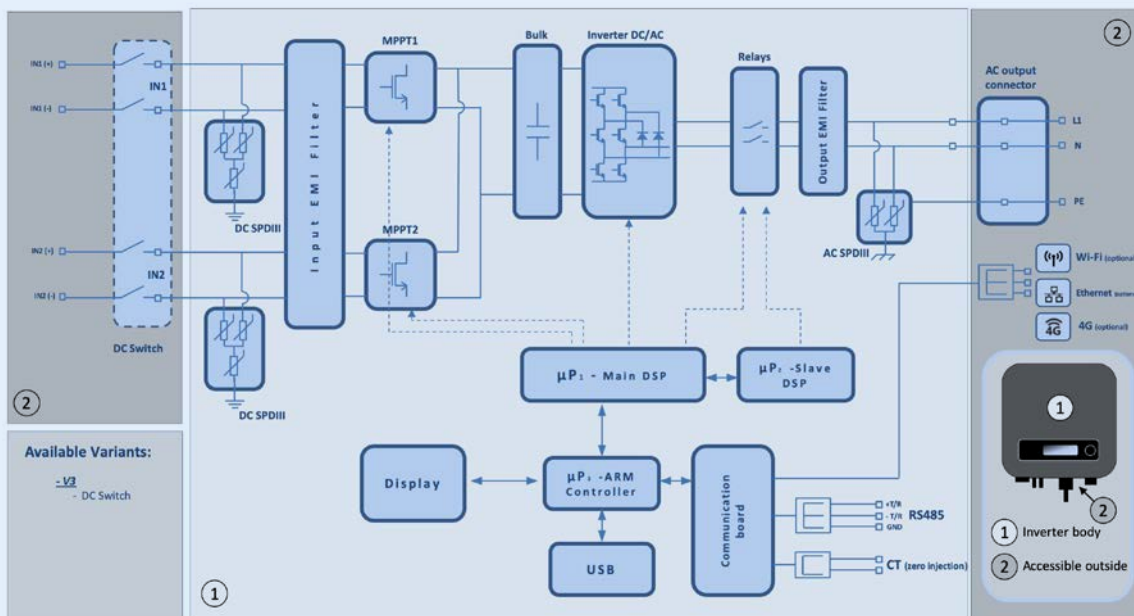 2
IN1 (+)
IN1 (-)
IN2 (+)
IN2 (-)
IN1
IN2
DC Switch
2
Available Variants:
- V3
- DC Switch
DC SPDIII
DC SPDIII
Input EMI Filter
MPPT1
MPPT2
Bulk
Inverter DC/AC
Relays
Output EMI Filter
AC SPDIII
AC output
connector
L1
N
PE
Wi-Fi (optional)
Ethernet
4G
4G (optional)
µP1 - Main DSP
µP2 -Slave
DSP
Display
µP3 -ARM
Controller
USB
Communication
board
+T/R
- T/R
GND
RS485
CT (zero injection)
1
1
2
1 Inverter body
2 Accessible outside